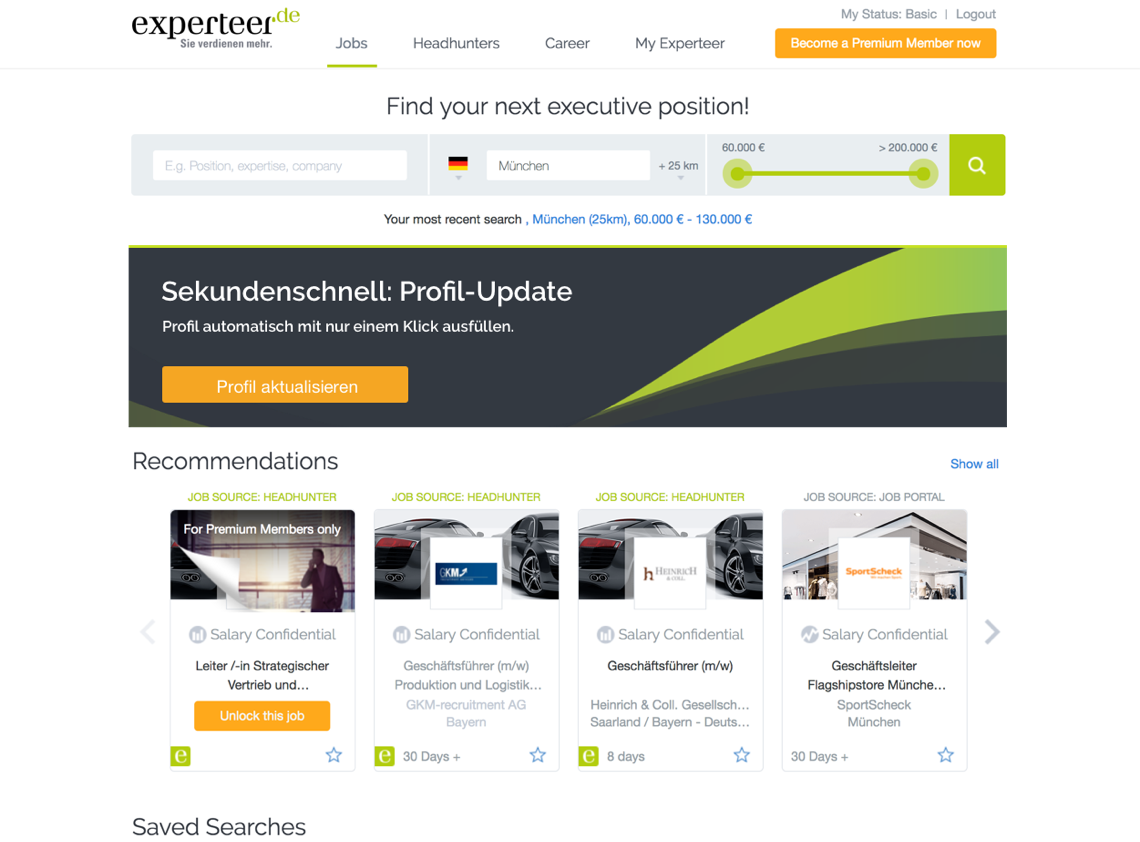 experteer.de
Sie verdienen mehr.
Jobs
Headhunters
Career
My Experteer
My Status: Basic | Logout
Become a Premium Member now
Find your next executive position!
E.g. Position, expertise, company
München
+ 25 km
60.000 €
> 200.000 €
Your most recent search , München (25km), 60.000 € - 130.000 €
Sekundenschnell: Profil-Update
Profil automatisch mit nur einem Klick ausfüllen.
Profil aktualisieren
Recommendations
Show all
JOB SOURCE: HEADHUNTER
For Premium Members only
Salary Confidential
Leiter /-in Strategischer
Vertrieb und...
Unlock this job
e
JOB SOURCE: HEADHUNTER
GKM
Salary Confidential
Geschäftsführer (m/w)
Produktion und Logistik...
GKM-recruitment AG
Bayern
e 30 Days +
JOB SOURCE: HEADHUNTER
HEINRICH
& COLL.
Salary Confidential
Geschäftsführer (m/w)
Heinrich & Coll. Gesellsch...
Saarland / Bayern - Deuts...
e 8 days
JOB SOURCE: JOB PORTAL
SportScheck
Salary Confidential
Geschäftsleiter
Flagshipstore Münche...
SportScheck
München
30 Days +
Saved Searches